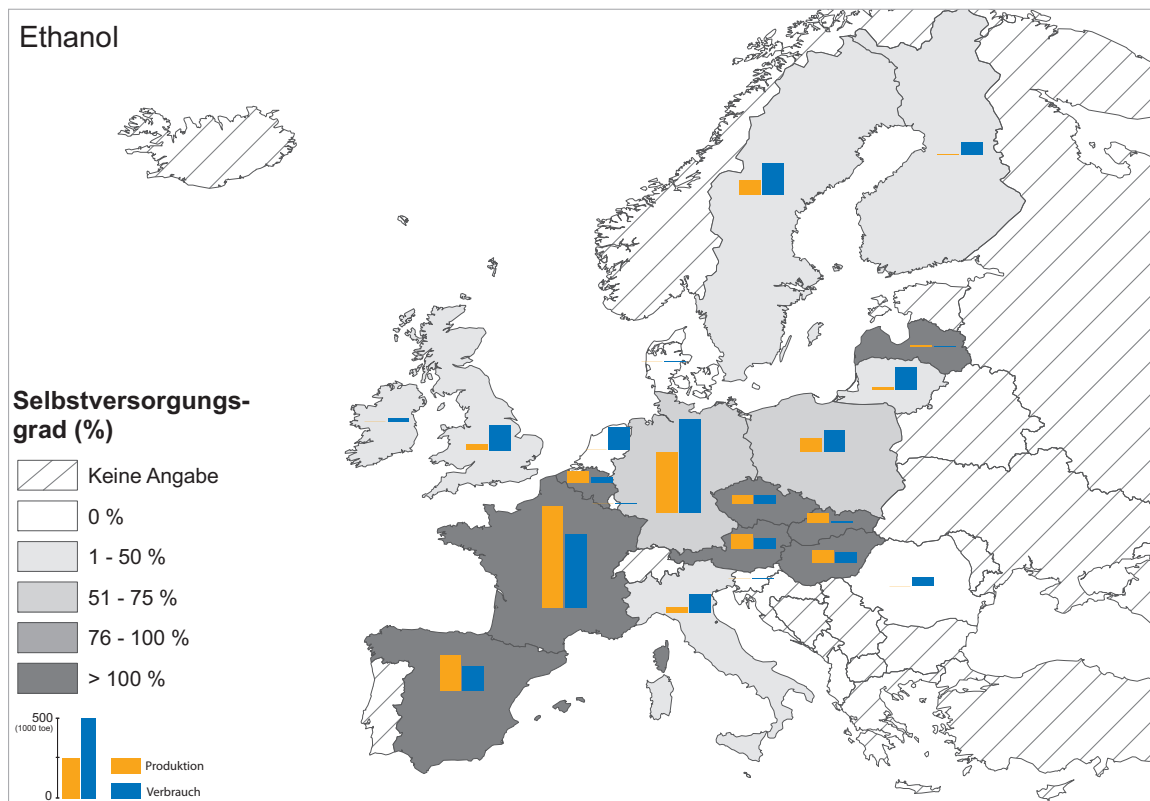 Ethanol
Selbstversorgungs-
grad (%)
Keine Angabe
0 %
1 - 50 %
51 - 75 %
76 - 100 %
> 100 %
500
(1000 toe)
0
Produktion
Verbrauch